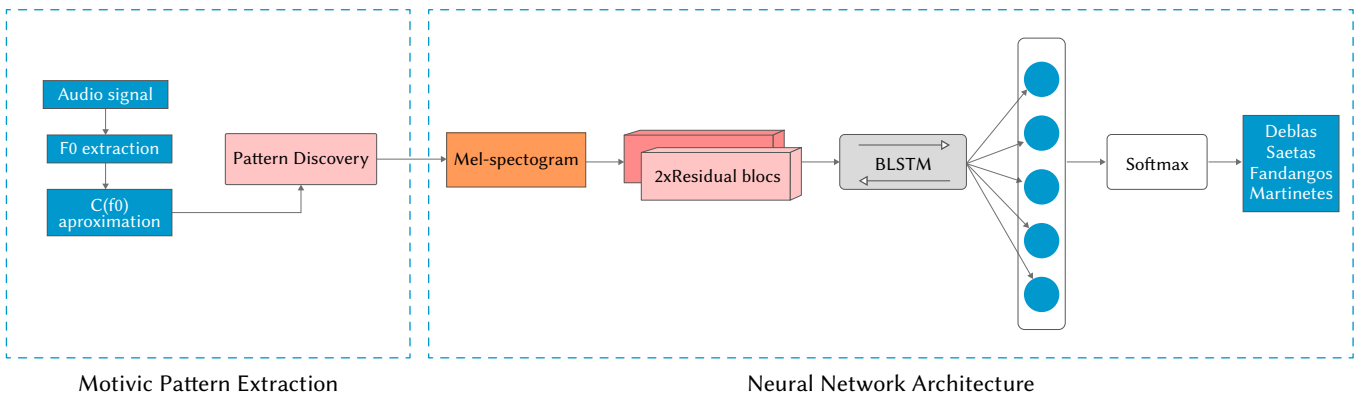 Audio signal
F0 extraction
C(f0)
aproximation
Pattern Discovery
Mel-spectogram
2xResidual blocs
BLSTM
Softmax
Deblas
Saetas
Fandangos
Martinetes
Motivic Pattern Extraction
Neural Network Architecture